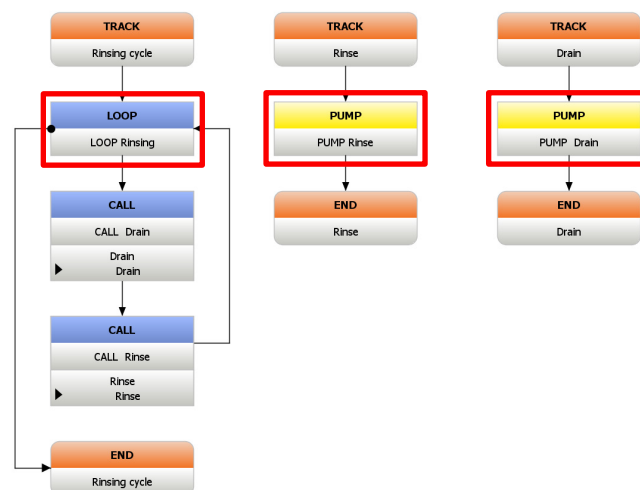 TRACK
Rinsing cycle
LOOP
LOOP Rinsing
CALL
CALL Drain
Drain
Drain
CALL
CALL Rinse
Rinse
Rinse
END
Rinsing cycle
TRACK
Rinse
PUMP
PUMP Rinse
END
Rinse
TRACK
Drain
PUMP
PUMP Drain
END
Drain